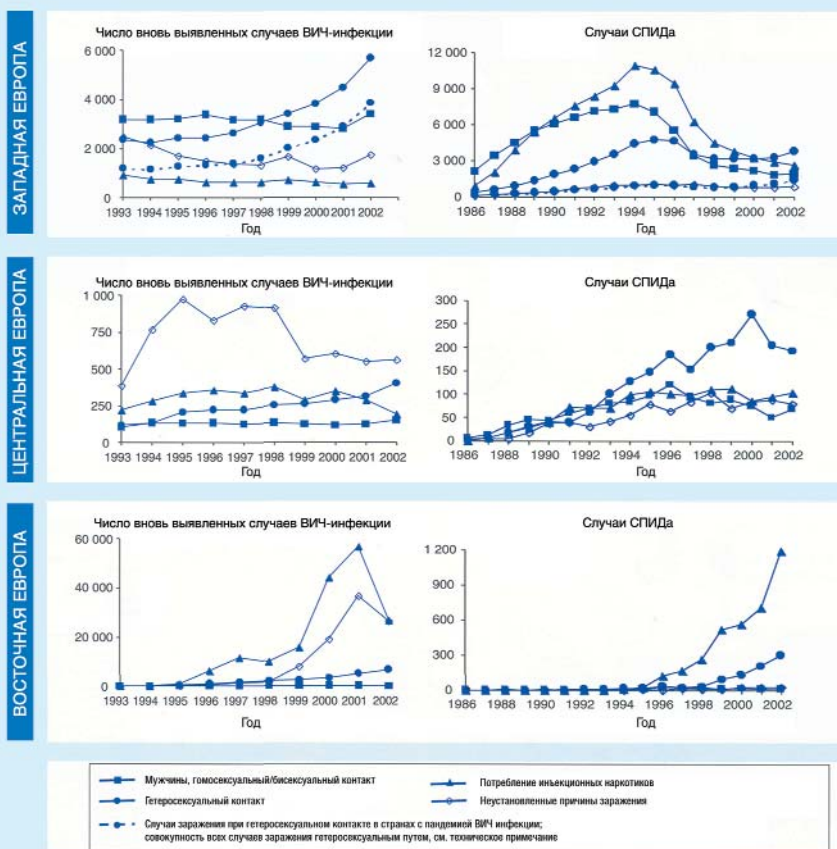 ЗАПАДНАЯ ЕВРОПА
Число вновь выявленных случаев ВИЧ-инфекции
6 000
4 000
2 000
0
1993 1994 1995 1996 1997 1998 1999 2000 2001 2002
Год
Случаи СПИДа
12 000
9 000
6 000
3 000
0
1986 1988 1990 1992 1994 1996 1998 2000 2002
Год
ЦЕНТРАЛЬНАЯ ЕВРОПА
Число вновь выявленных случаев ВИЧ-инфекции
1 000
750
500
250
0
1993 1994 1995 1996 1997 1998 1999 2000 2001 2002
Год
Случаи СПИДа
300
250
200
150
100
50
0
1986 1988 1990 1992 1994 1996 1998 2000 2002
Год
ВОСТОЧНАЯ ЕВРОПА
Число вновь выявленных случаев ВИЧ-инфекции
60 000
40 000
20 000
0
1993 1994 1995 1996 1997 1998 1999 2000 2001 2002
Год
Случаи СПИДа
1 200
900
600
300
0
1986 1988 1990 1992 1994 1996 1998 2000 2002
Год
Мужчины, гомосексуальный/бисексуальный контакт
Потребление инъекционных наркотиков
Гетеросексуальный контакт
Неустановленные причины заражения
Случаи заражения при гетеросексуальном контакте в странах с пандемией ВИЧ инфекции;
совокупность всех случаев заражения гетеросексуальным путем, см. техническое примечание